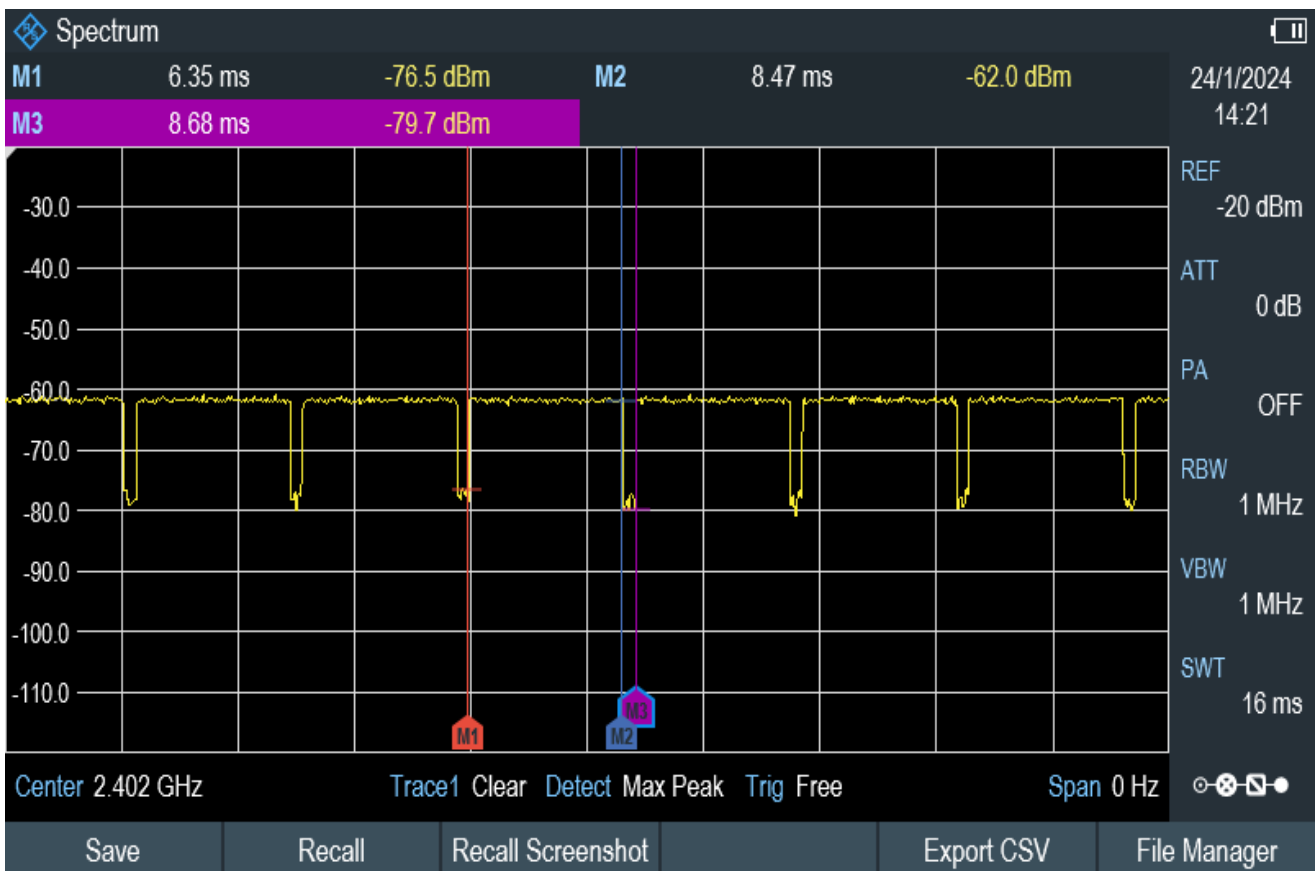 Spectrum
M1 6.35 ms -76.5 dBm M2 8.47 ms -62.0 dBm 24/1/2024
M3 8.68 ms -79.7 dBm 14:21
REF
-20 dBm
-30.0
-40.0
ATT
0 dB
-50.0
PA
-60.0
OFF
-70.0
RBW
1 MHz
-80.0
VBW
-90.0
1 MHz
-100.0
SWT
-110.0
16 ms
M3
M1 M2
Center 2.402 GHz Trace1 Clear Detect Max Peak Trig Free Span 0 Hz
Save Recall Recall Screenshot Export CSV File Manager